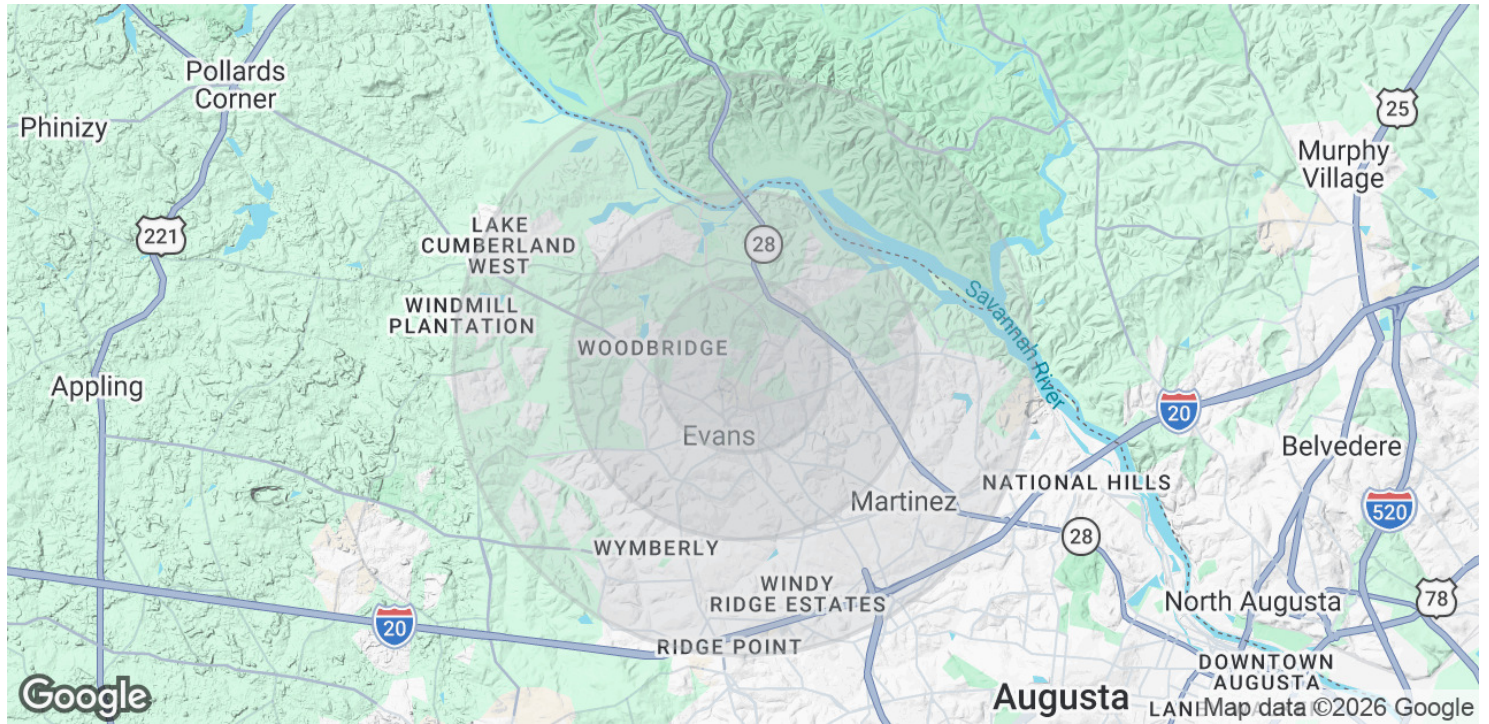 Pollards
Corner
Phinizy
25
Murphy
Village
221
LAKE
CUMBERLAND
WEST
28
WINDMILL
PLANTATION
Savannah River
WOODBRIDGE
Appling
20
Evans
Belvedere
NATIONAL HILLS
Martinez
520
28
WYMBERLY
WINDY
RIDGE ESTATES
78
North Augusta
20
RIDGE POINT
DOWNTOWN
AUGUSTA
Augusta
Google
Map data ©2026 Google